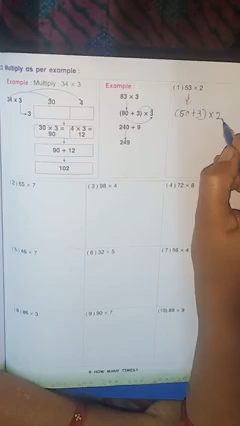 Multiply as per example :
Example : Multiply : 34 × 3
34 × 3
30 4
3
30 × 3 = 90
4 × 3 = 12
90 + 12
102
Example :
83 × 3
(80 + 3) × 3
240 + 9
249
(1) 53 × 2
(50+3) × 2
(2) 65 × 7
(3) 98 × 4
(4) 72 × 8
(5) 46 × 7
(6) 32 × 5
(7) 56 × 4
(8) 86 × 3
(9) 90 ×
(10) 69 × 9
HOW MANY TIMES?